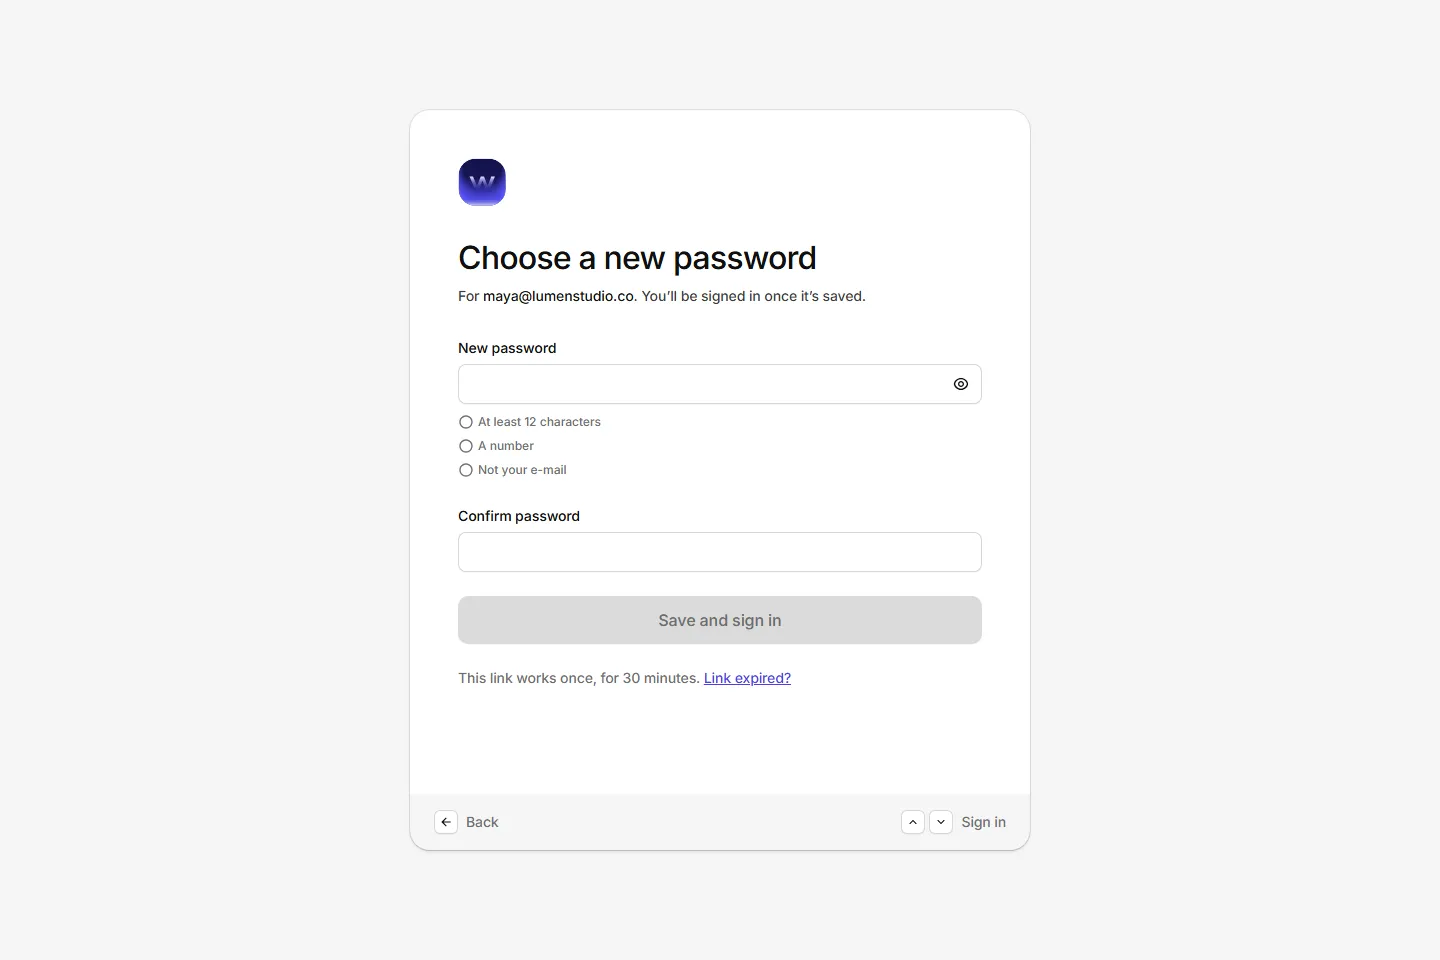 W
Choose a new password
For maya@lumenstudio.co. You’ll be signed in once it’s saved.
New password
At least 12 characters
A number
Not your e-mail
Confirm password
Save and sign in
This link works once, for 30 minutes. Link expired?
Back
Sign in